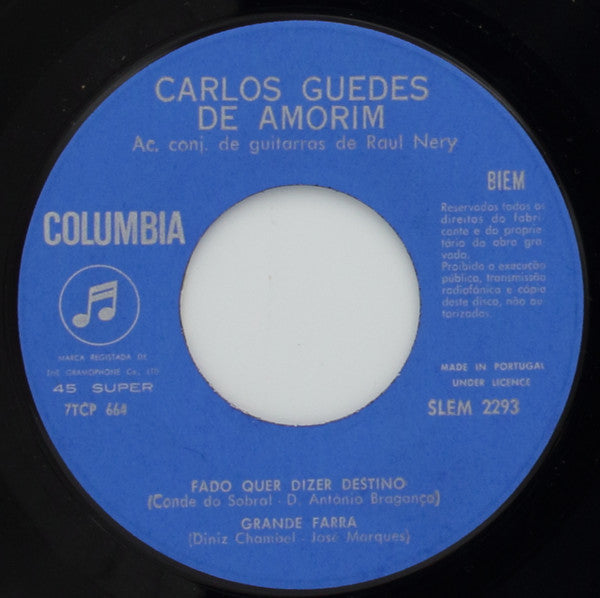 CARLOS GUEDES
DE AMORIM
Ac. conj. de guitarras de Raul Nery
BIEM
Reservados todos os
direitos do fabri-
cante e do proprie-
tário da obra gra-
vada.
Proibida a execução
pública, transmissão
radiofónica e cópia
deste disco, não au-
torizadas.
COLUMBIA
MARCA REGISTADA DE
THE GRAMOPHONE Co., LTD
45 SUPER
7TCP 664
MADE IN PORTUGAL
UNDER LICENCE
SLEM 2293
FADO QUER DIZER DESTINO
(Conde do Sobral - D. António Bragança)
GRANDE FARRA
(Diniz Chambel - José Marques)